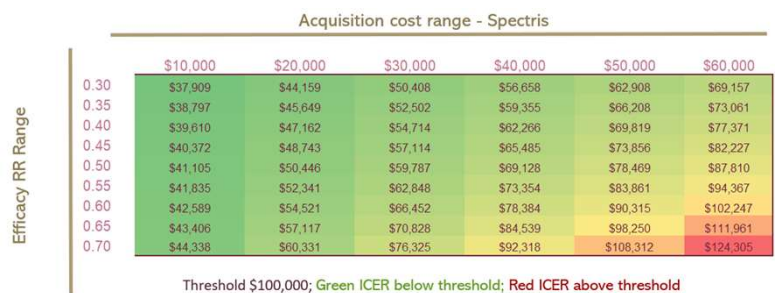 Acquisition cost range - Spectris
$10,000 $20,000 $30,000 $40,000 $50,000 $60,000
Efficacy RR Range
0.30 $37,909 $44,159 $50,408 $56,658 $62,908 $69,157
0.35 $38,797 $45,649 $52,502 $59,355 $66,208 $73,061
0.40 $39,610 $47,162 $54,714 $62,266 $69,819 $77,371
0.45 $40,372 $48,743 $57,114 $65,485 $73,856 $82,227
0.50 $41,105 $50,446 $59,787 $69,128 $78,469 $87,810
0.55 $41,835 $52,341 $62,848 $73,354 $83,861 $94,367
0.60 $42,589 $54,521 $66,452 $78,384 $90,315 $102,247
0.65 $43,406 $57,117 $70,828 $84,539 $98,250 $111,961
0.70 $44,338 $60,331 $76,325 $92,318 $108,312 $124,305
Threshold $100,000; Green ICER below threshold; Red ICER above threshold